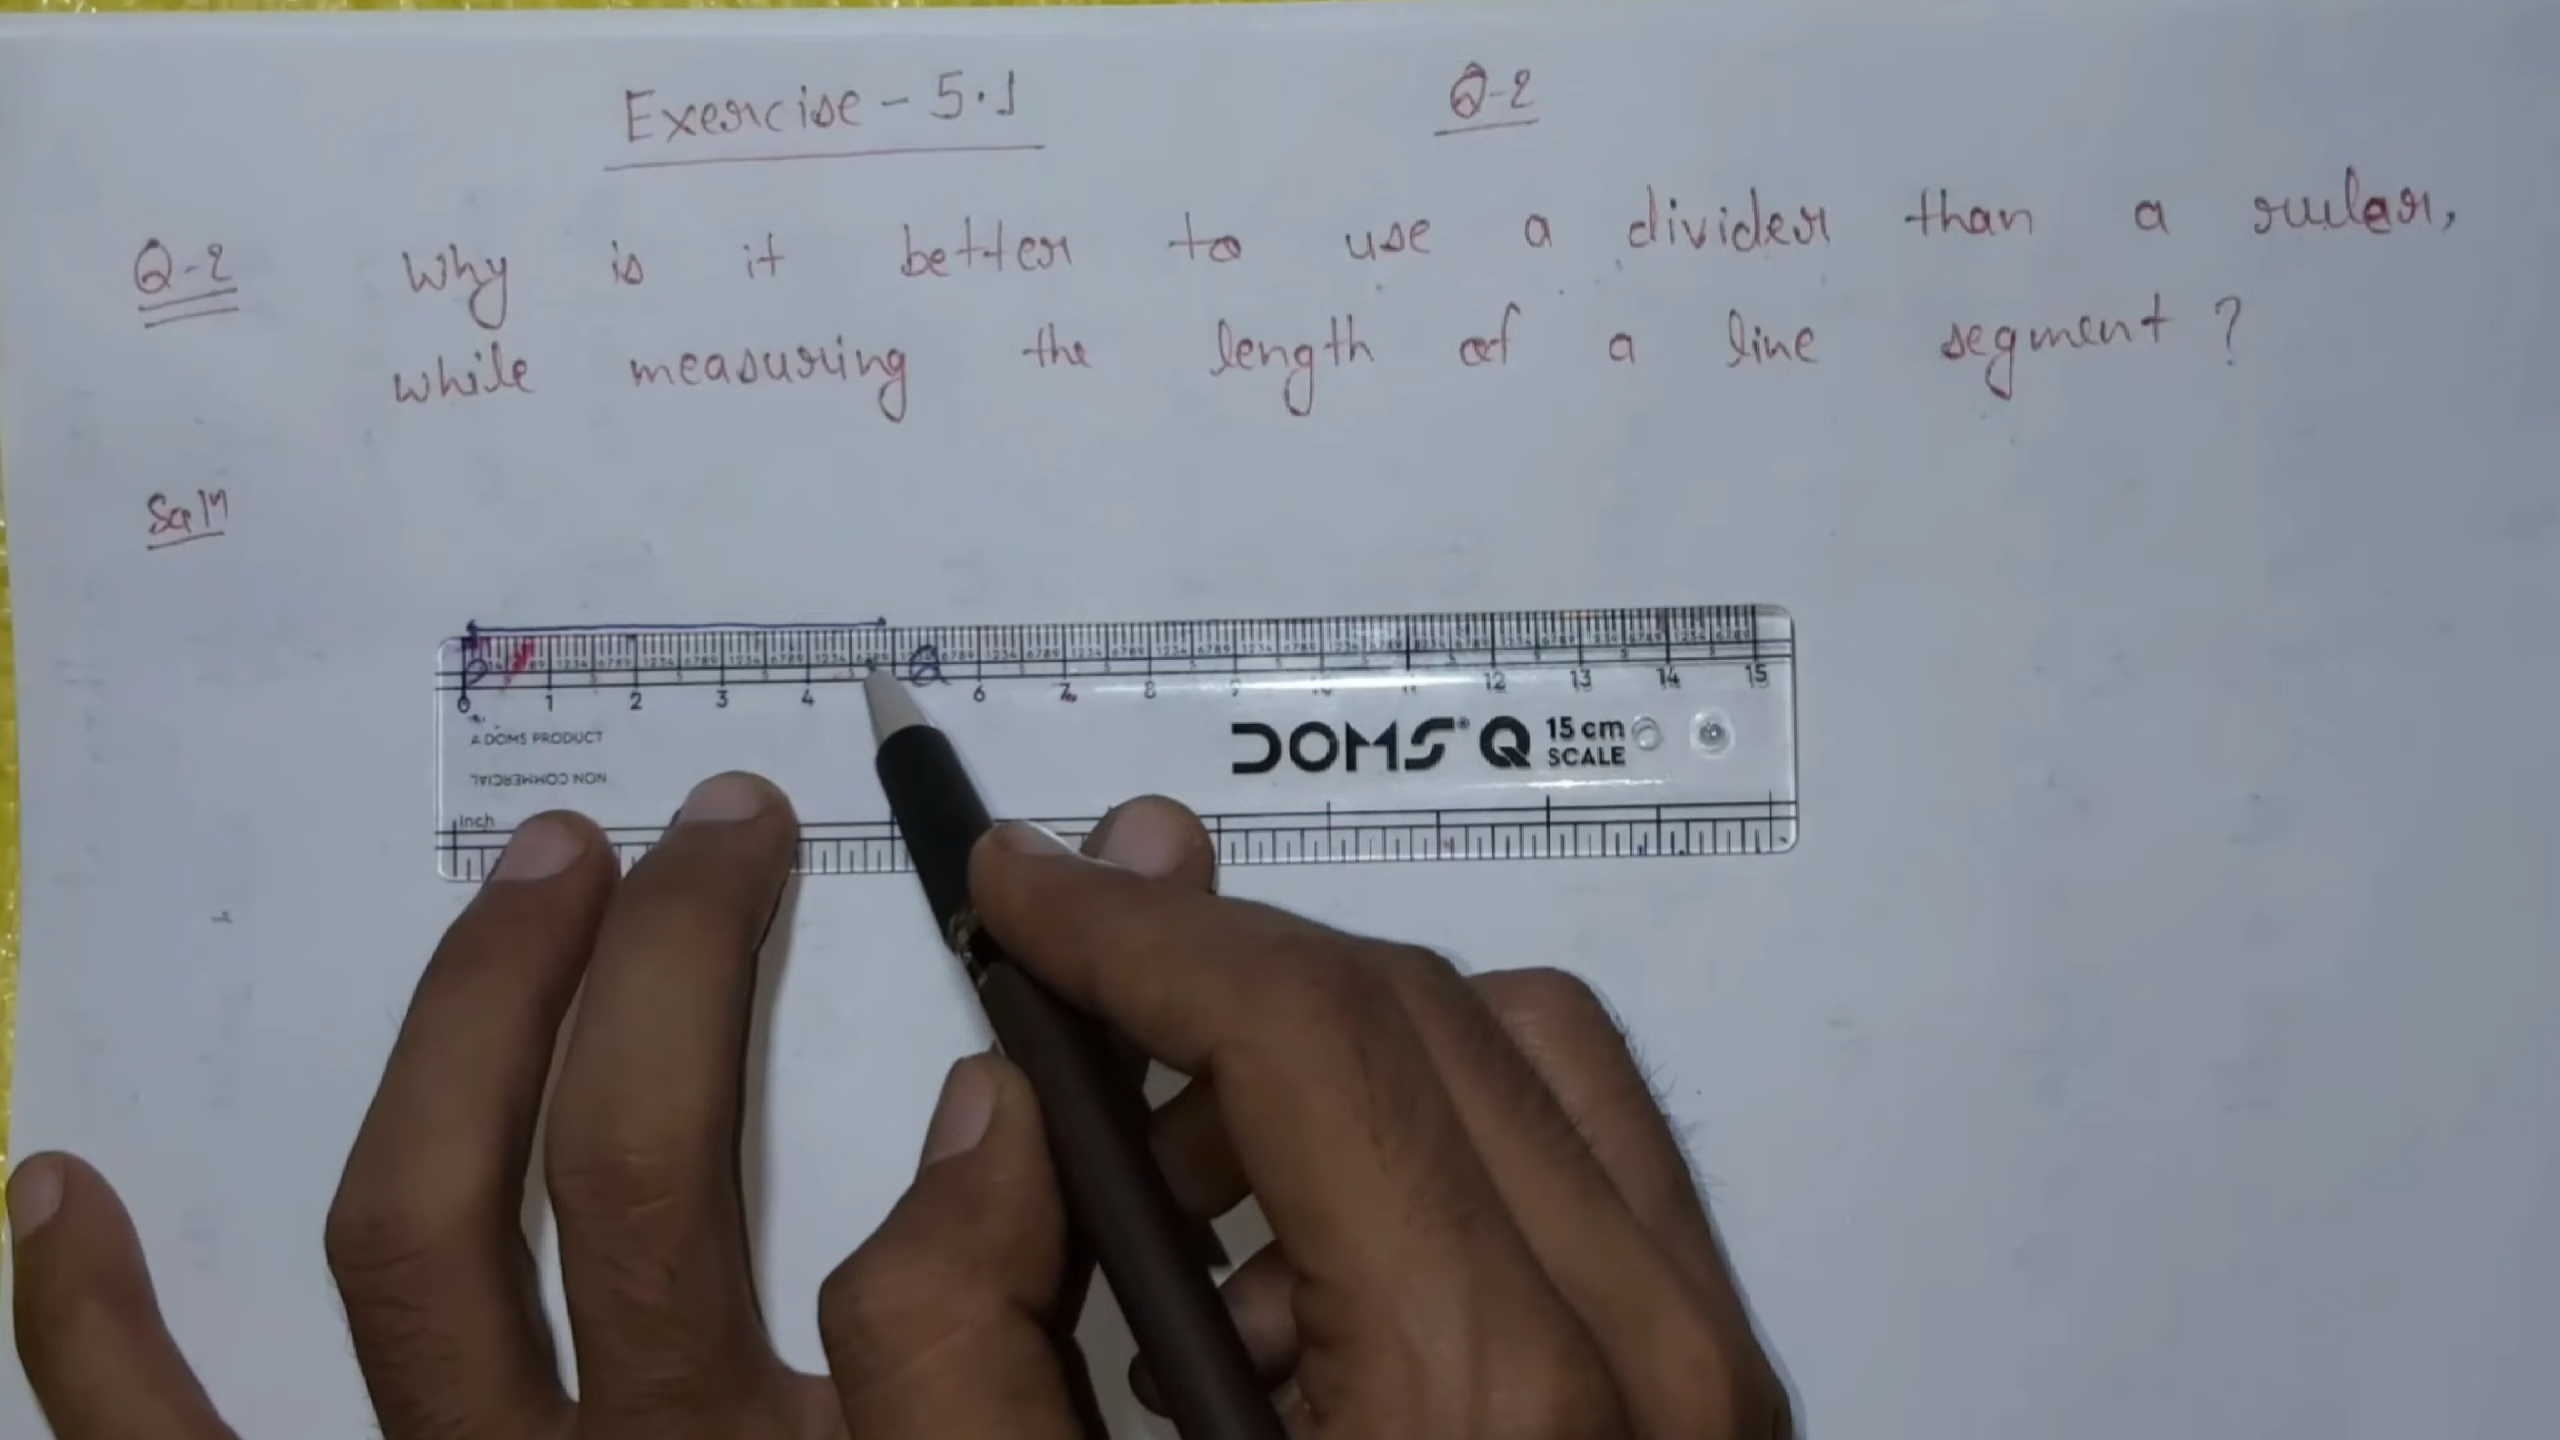 Exercise - 5.1 Q-2
Q-2 Why is it better to use a divider than a ruler,
while measuring the length of a line segment ?
Sol^n
P Q
0 1 2 3 4 6 7 8 9 12 13 14 15
A DOMS PRODUCT
NON COMMERCIAL
DOMS® Q 15 cm
SCALE
Inch